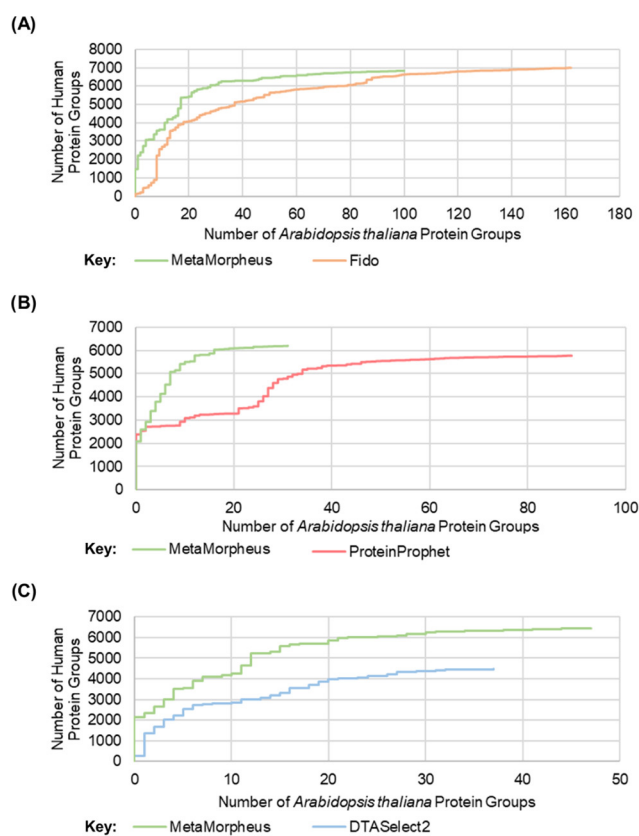 (A)
8000
7000
6000
5000
4000
3000
2000
1000
0
Number of Human
Protein Groups
0 20 40 60 80 100 120 140 160 180
Number of Arabidopsis thaliana Protein Groups
Key: MetaMorpheus Fido
(B)
7000
6000
5000
4000
3000
2000
1000
0
Number of Human
Protein Groups
0 20 40 60 80 100
Number of Arabidopsis thaliana Protein Groups
Key: MetaMorpheus ProteinProphet
(C)
7000
6000
5000
4000
3000
2000
1000
0
Number of Human
Protein Groups
0 10 20 30 40 50
Number of Arabidopsis thaliana Protein Groups
Key: MetaMorpheus DTASelect2